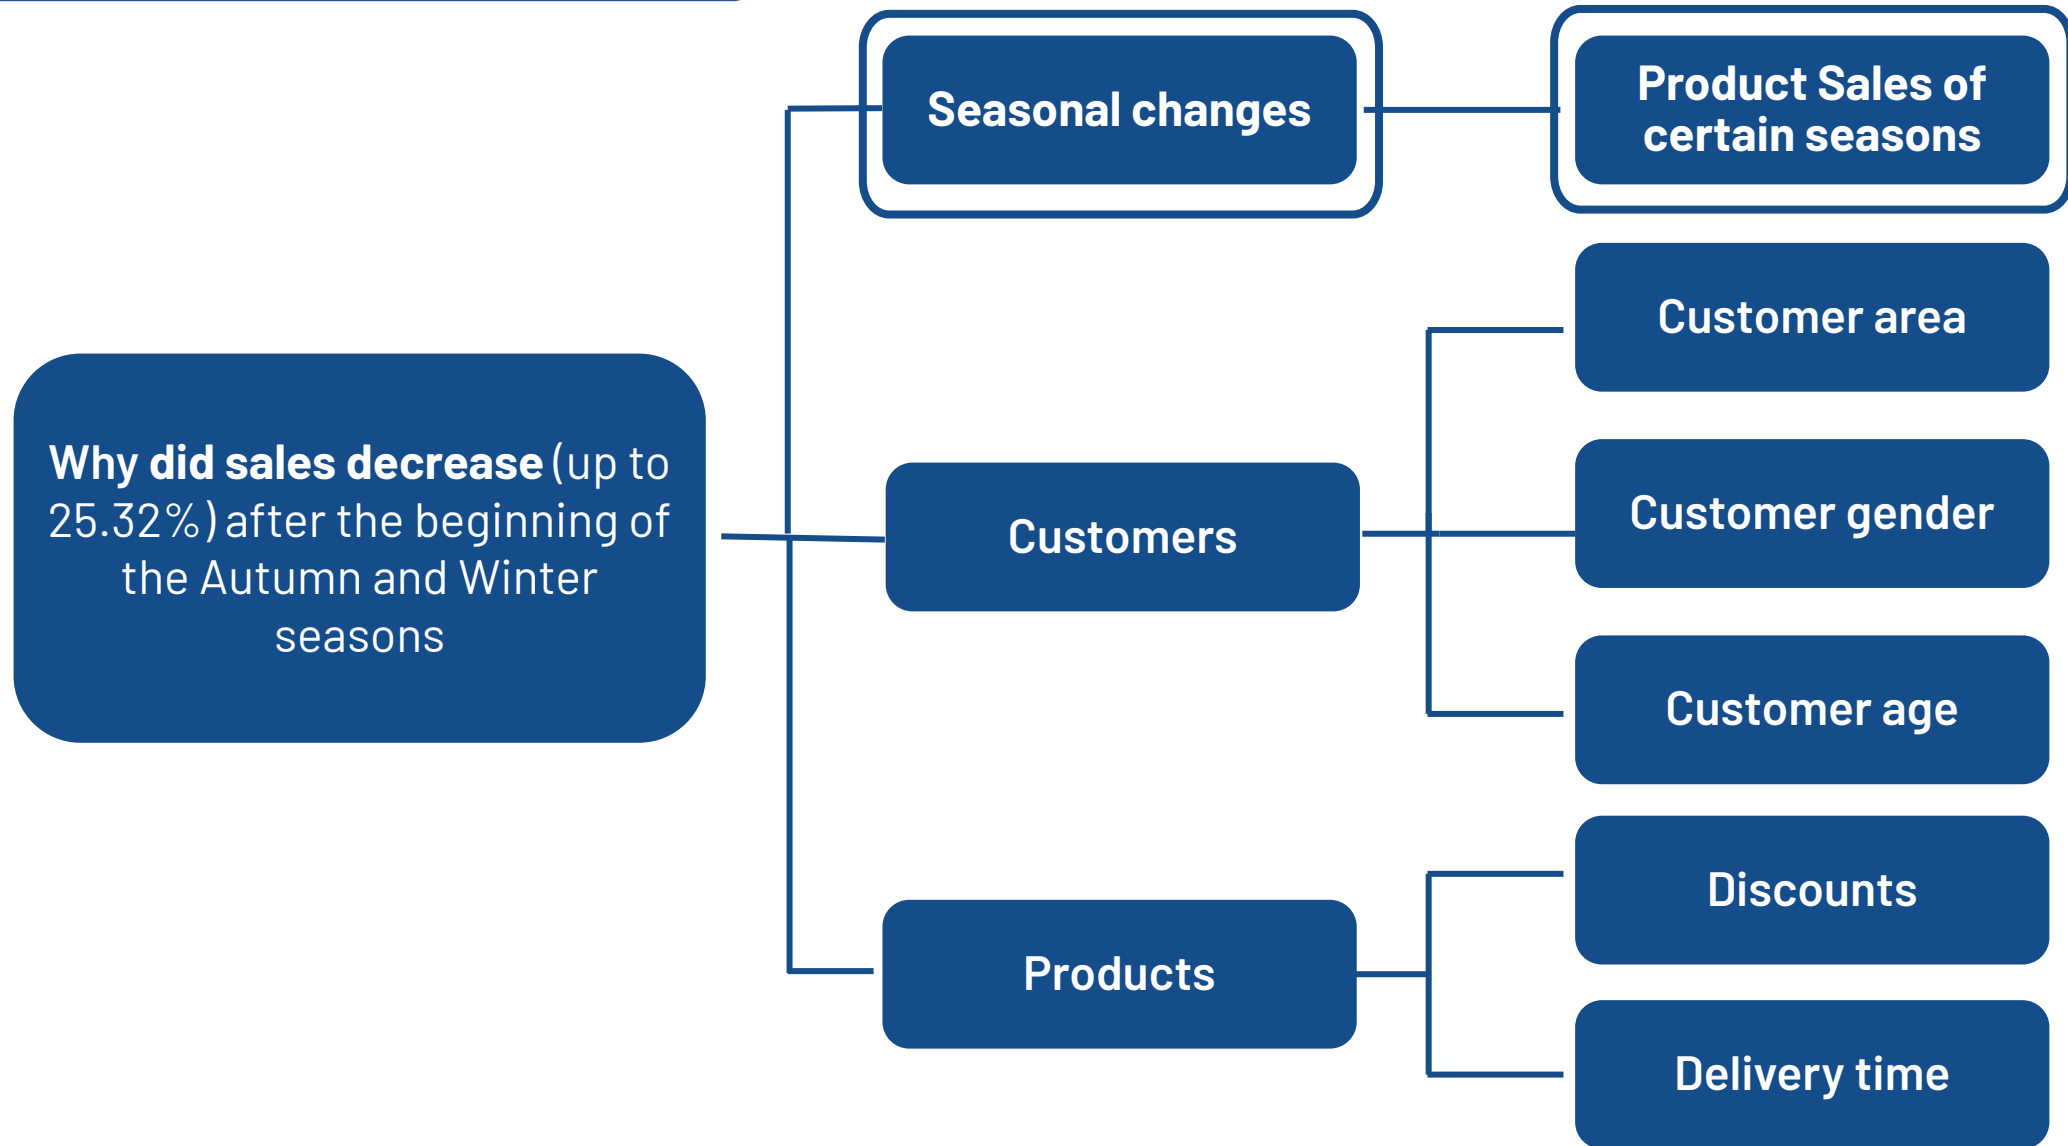 Seasonal changes
Product Sales of
certain seasons
Customer area
Why did sales decrease (up to
25.32%) after the beginning of
the Autumn and Winter
seasons
Customers
Customer gender
Customer age
Products
Discounts
Delivery time